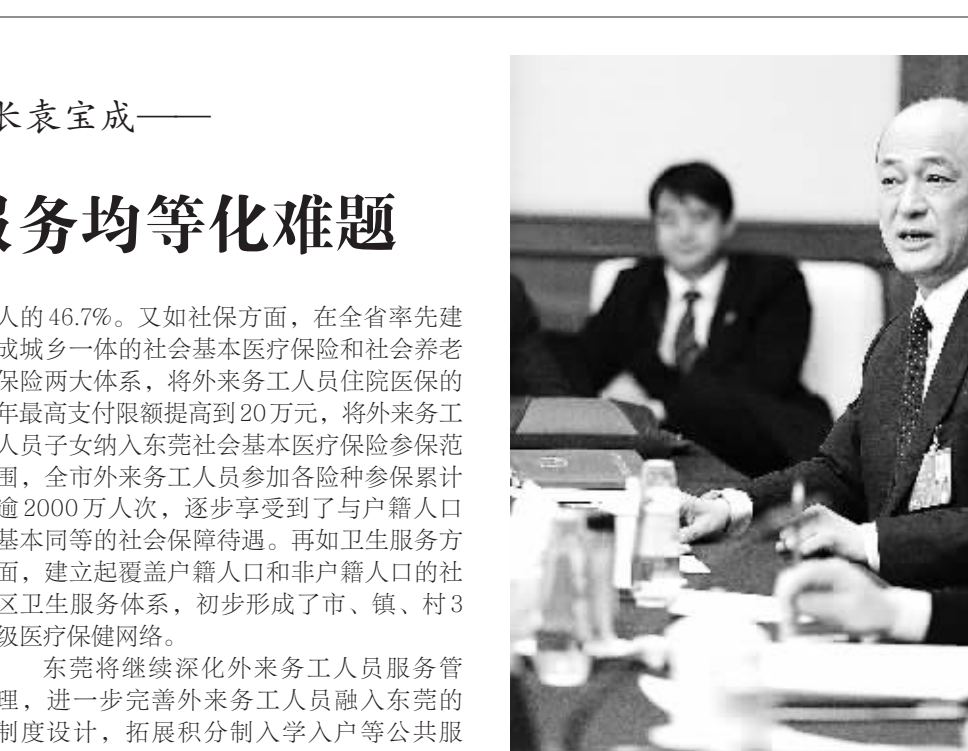 长袁宝成——
服务均等化难题
人的46.7%。又如社保方面，在全省率先建
成城乡一体的社会基本医疗保险和社会养老
保险两大体系，将外来务工人员住院医保的
年最高支付限额提高到20万元，将外来务工
人员子女纳入东莞社会基本医疗保险参保范
围，全市外来务工人员参加各险种参保累计
逾2000万人次，逐步享受到了与户籍人口
基本同等的社会保障待遇。再如卫生服务方
面，建立起覆盖户籍人口和非户籍人口的社
区卫生服务体系，初步形成了市、镇、村3
级医疗保健网络。
东莞将继续深化外来务工人员服务管
理，进一步完善外来务工人员融入东莞的
制度设计，拓展积分制入学入户等公共服